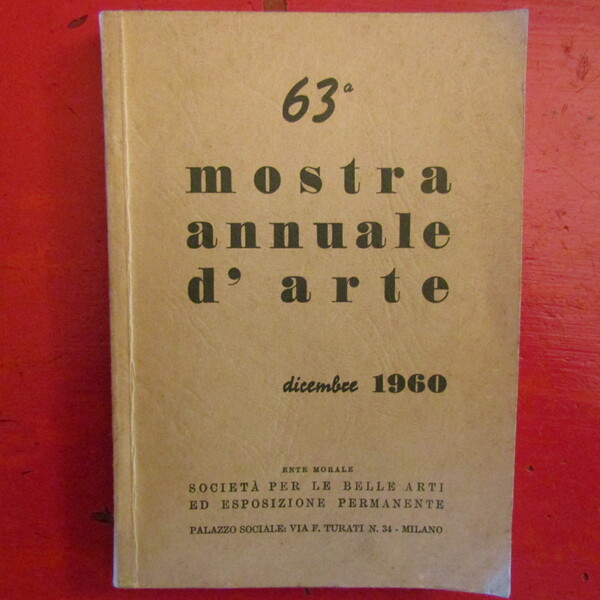 63ª
mostra
annuale
d' arte
dicembre 1960
ENTE MORALE
SOCIETÀ PER LE BELLE ARTI
ED ESPOSIZIONE PERMANENTE
PALAZZO SOCIALE: VIA F. TURATI N. 34 - MILANO